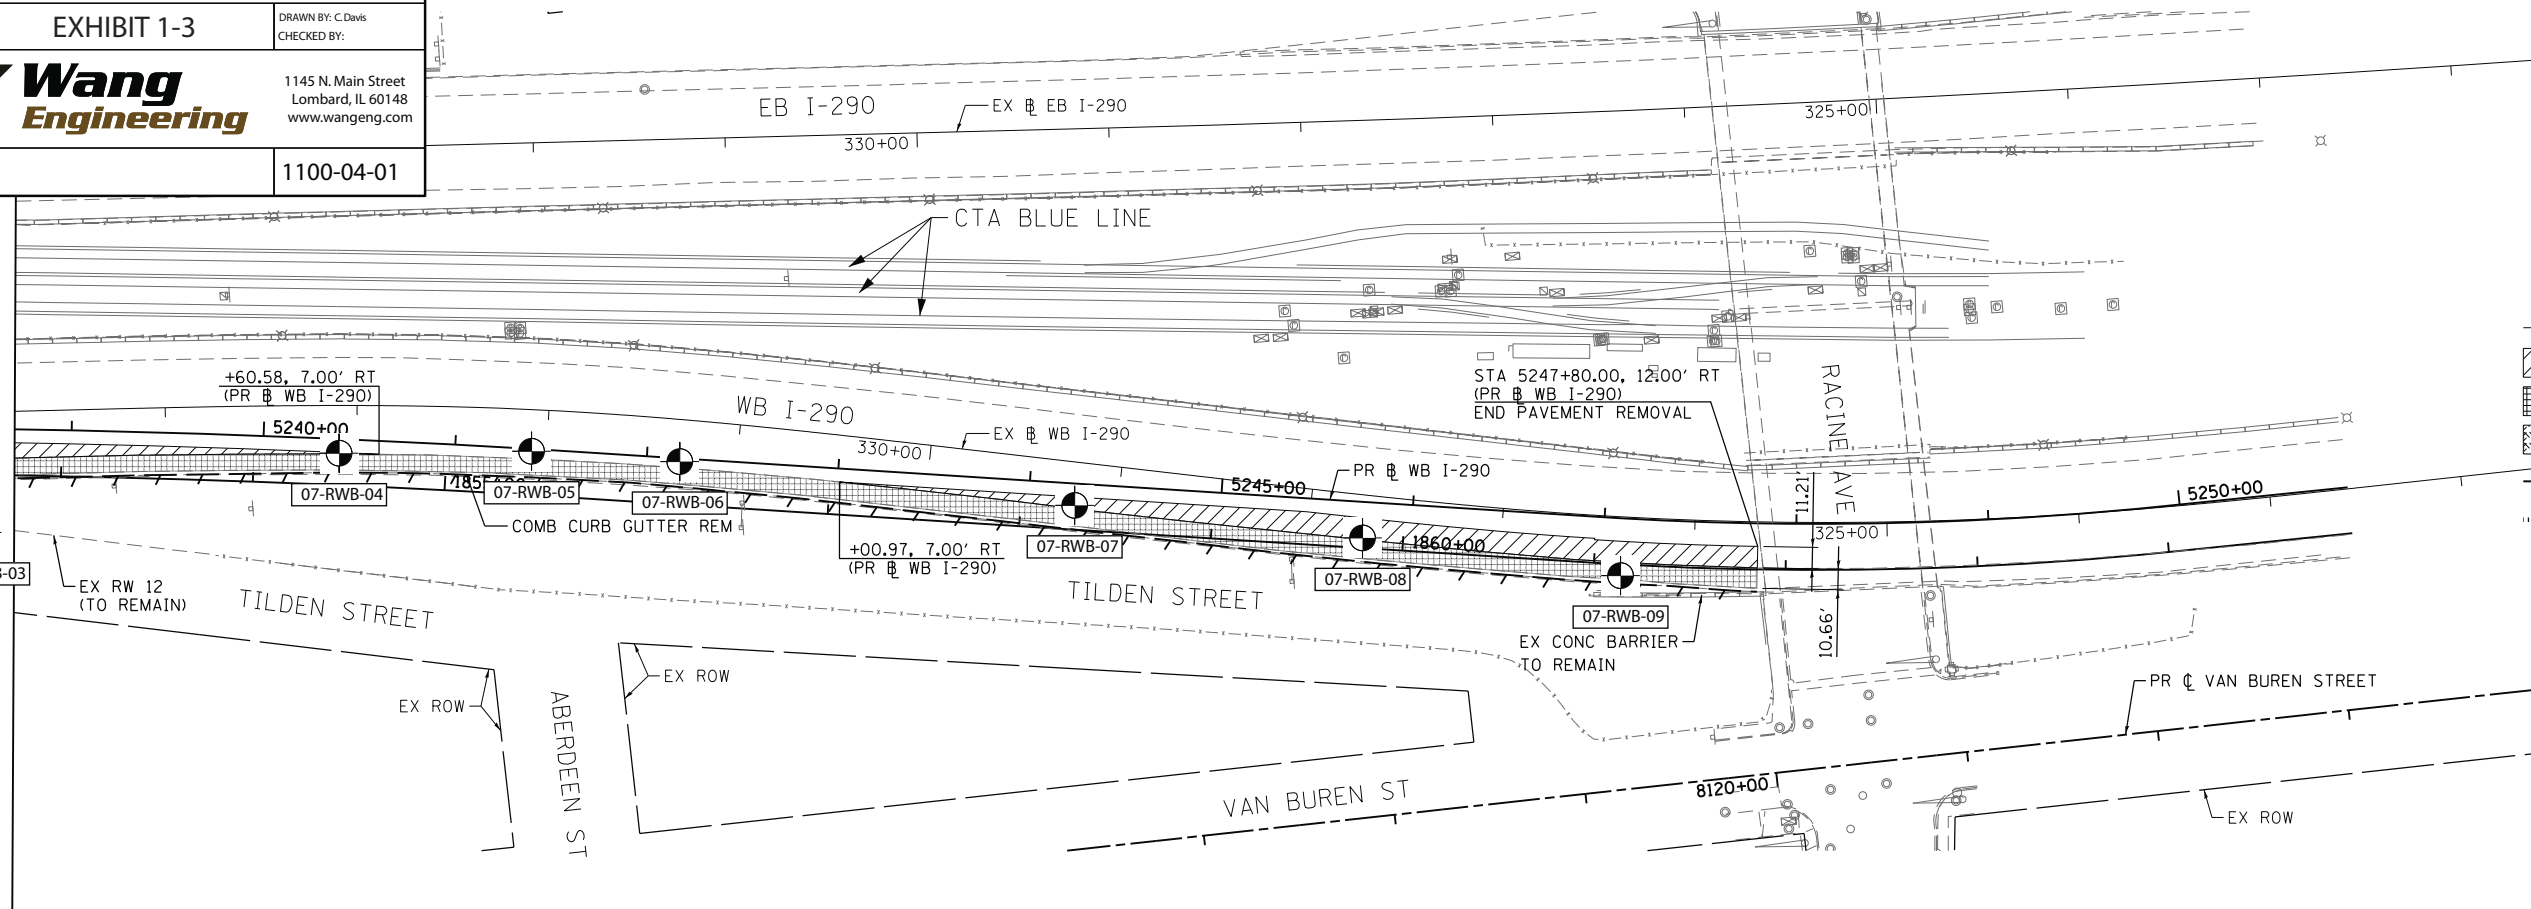 EXHIBIT 1-3
DRAWN BY: C.Davis
CHECKED BY:
Wang
Engineering
1145 N. Main Street
Lombard, IL 60148
www.wangeng.com
1100-04-01
EB I-290
EX ℄ EB I-290
330+00
325+00
CTA BLUE LINE
+60.58, 7.00' RT
(PR ℄ WB I-290)
WB I-290
EX ℄ WB I-290
330+00
STA 5247+80.00, 12.00' RT
(PR ℄ WB I-290)
END PAVEMENT REMOVAL
RACINE AVE
5240+00
PR ℄ WB I-290
5245+00
5250+00
11.21'
325+00
07-RWB-04
07-RWB-05
07-RWB-06
COMB CURB GUTTER REM
+00.97, 7.00' RT
(PR ℄ WB I-290)
07-RWB-07
1860+00
07-RWB-08
07-RWB-09
10.66'
EX RW 12
(TO REMAIN)
TILDEN STREET
TILDEN STREET
EX CONC BARRIER
TO REMAIN
EX ROW
EX ROW
ABERDEEN ST
PR ℄ VAN BUREN STREET
VAN BUREN ST
8120+00
EX ROW